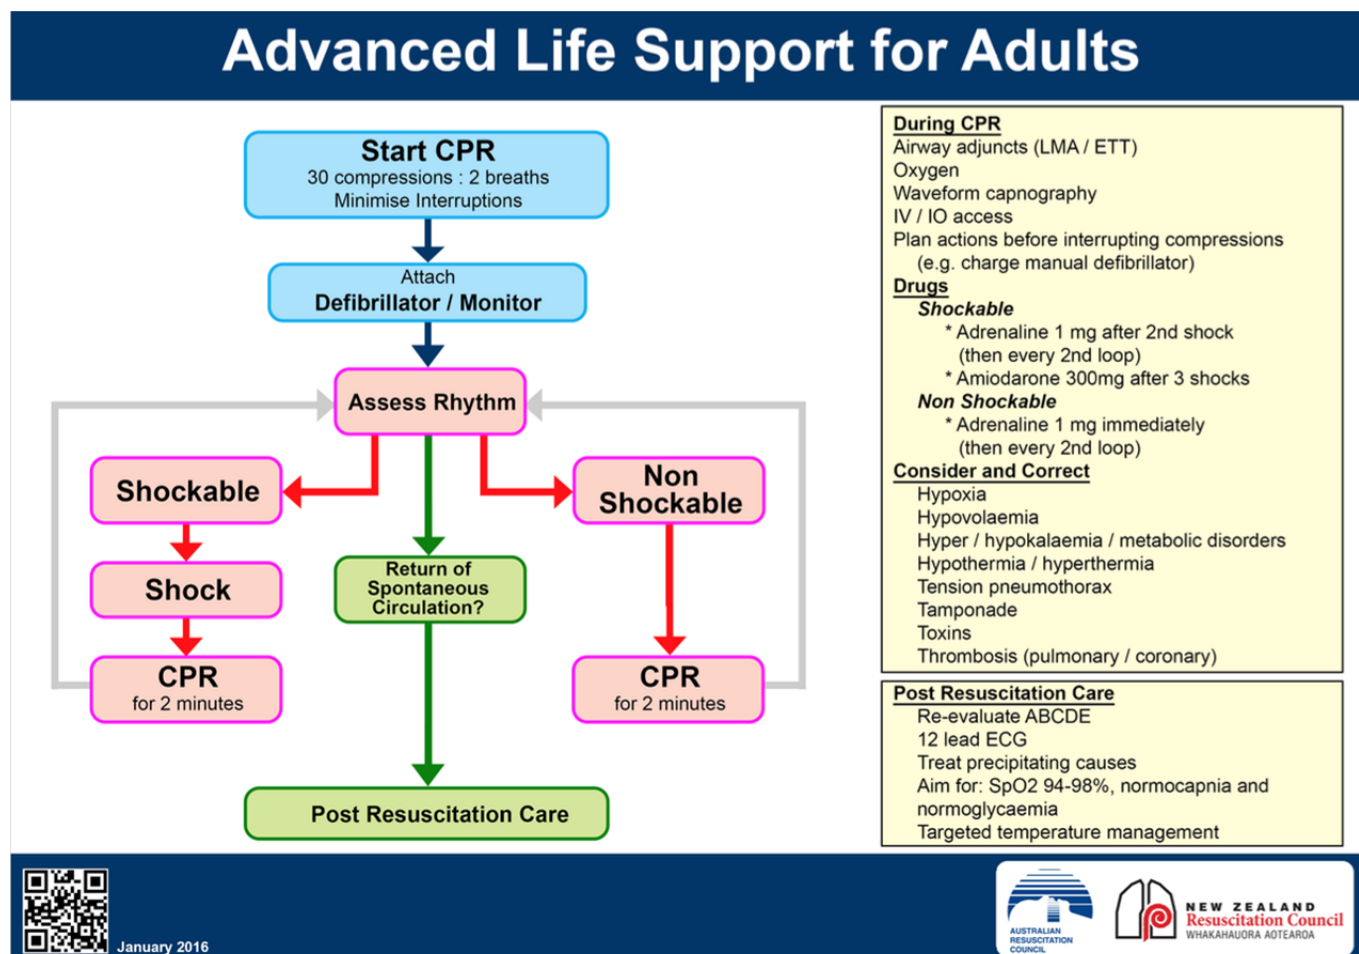 Advanced Life Support for Adults
Start CPR
30 compressions : 2 breaths
Minimise Interruptions
Attach
Defibrillator / Monitor
Assess Rhythm
Shockable
Non
Shockable
Shock
Return of
Spontaneous
Circulation?
CPR
for 2 minutes
CPR
for 2 minutes
Post Resuscitation Care
During CPR
Airway adjuncts (LMA / ETT)
Oxygen
Waveform capnography
IV / IO access
Plan actions before interrupting compressions
(e.g. charge manual defibrillator)
Drugs
Shockable
* Adrenaline 1 mg after 2nd shock
(then every 2nd loop)
* Amiodarone 300mg after 3 shocks
Non Shockable
* Adrenaline 1 mg immediately
(then every 2nd loop)
Consider and Correct
Hypoxia
Hypovolaemia
Hyper / hypokalaemia / metabolic disorders
Hypothermia / hyperthermia
Tension pneumothorax
Tamponade
Toxins
Thrombosis (pulmonary / coronary)
Post Resuscitation Care
Re-evaluate ABCDE
12 lead ECG
Treat precipitating causes
Aim for: SpO2 94-98%, normocapnia and
normoglycaemia
Targeted temperature management
January 2016
AUSTRALIAN
RESUSCITATION
COUNCIL
NEW ZEALAND
Resuscitation Council
WHAKAHAUORA AOTEAROA